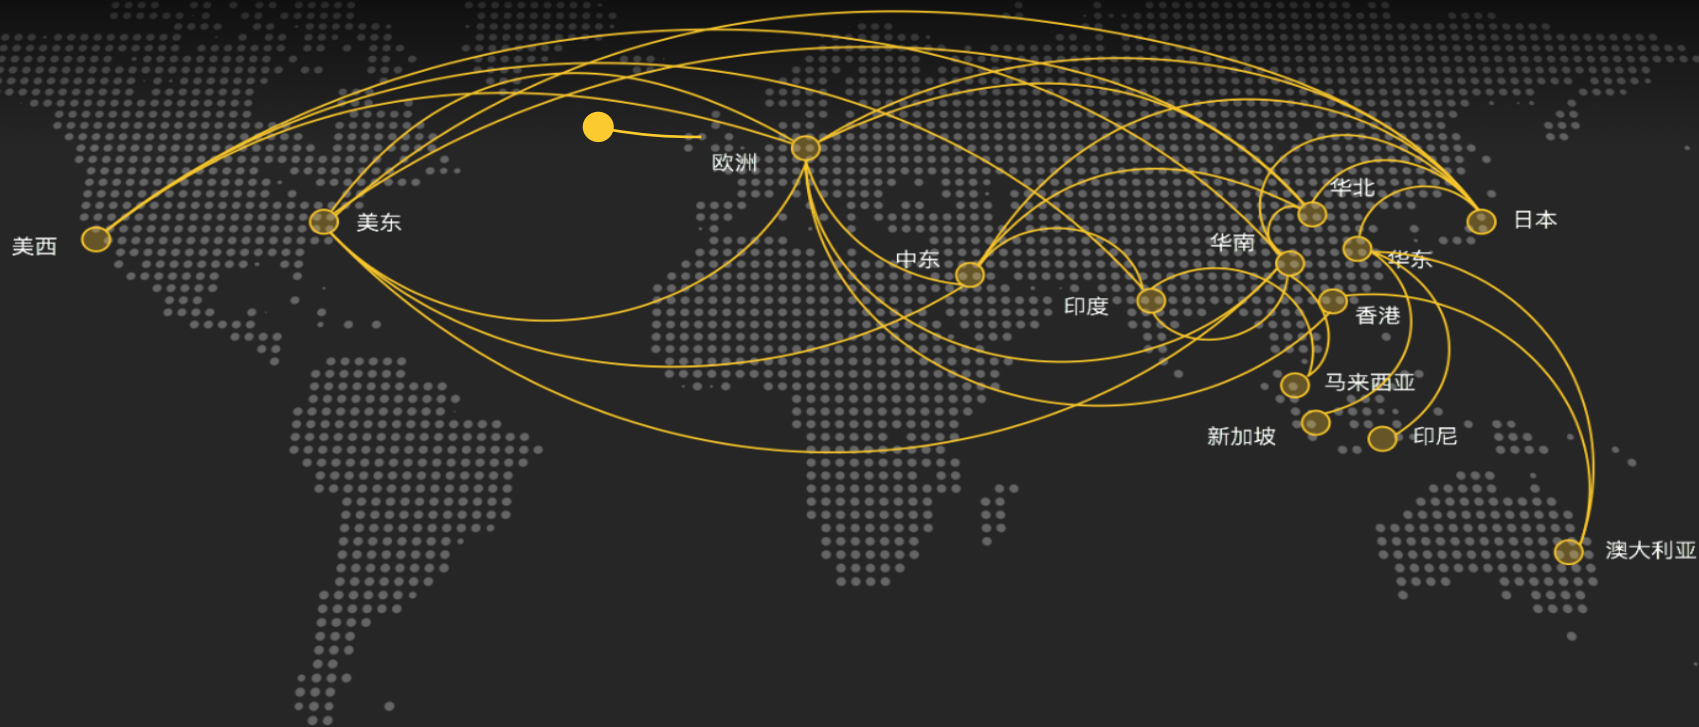 欧洲
华北
美东
日本
美西
华南
中东
华东
印度
香港
马来西亚
新加坡
印尼
澳大利亚